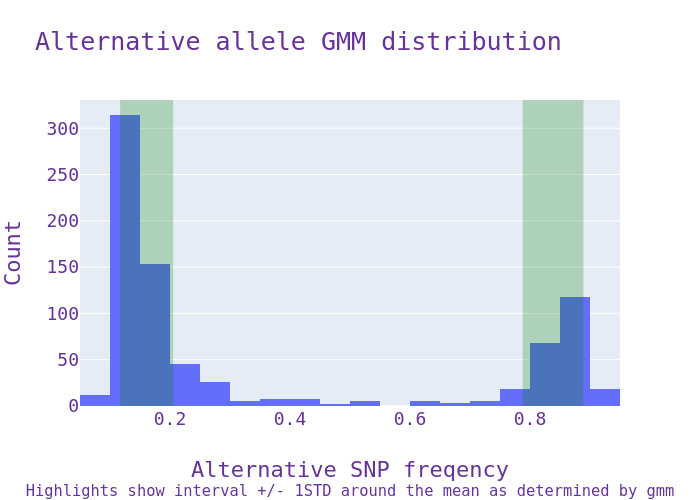 Alternative allele GMM distribution
300
250
200
150
100
50
0
Count
0.2 0.4 0.6 0.8
Alternative SNP freqency
Highlights show interval +/- 1STD around the mean as determined by gmm